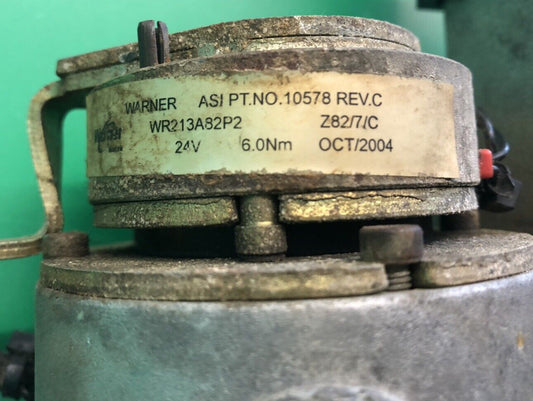 WARNER ASI PT.NO.10578 REV.C
WR213A82P2 Z82/7/C
24V 6.0Nm OCT/2004